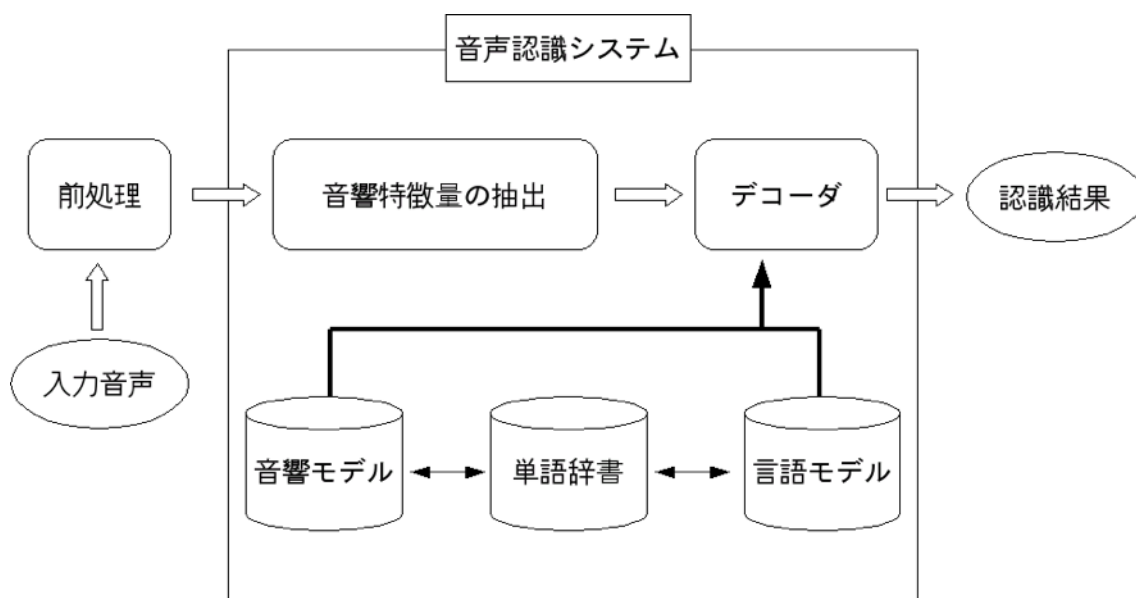 音声認識システム
前処理
音響特徴量の抽出
デコーダ
認識結果
入力音声
音響モデル
単語辞書
言語モデル